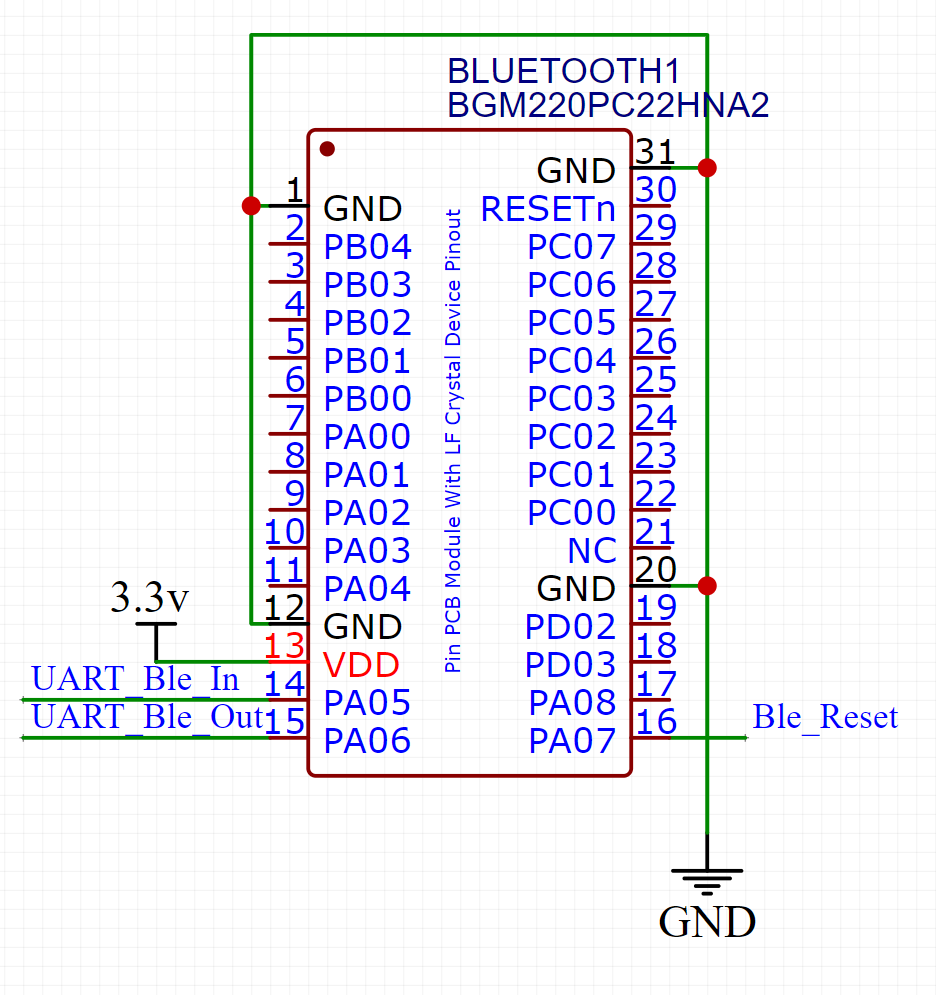 BLUETOOTH1
BGM220PC22HNA2
1 GND
2 PB04
3 PB03
4 PB02
5 PB01
6 PB00
7 PA00
8 PA01
9 PA02
10 PA03
11 PA04
12 GND
13 VDD
14 PA05
15 PA06
3.3v
UART_Ble_In
UART_Ble_Out
Pin PCB Module With LF Crystal Device Pinout
GND 31
RESETn 30
PC07 29
PC06 28
PC05 27
PC04 26
PC03 25
PC02 24
PC01 23
PC00 22
NC 21
GND 20
PD02 19
PD03 18
PA08 17
PA07 16
Ble_Reset
GND